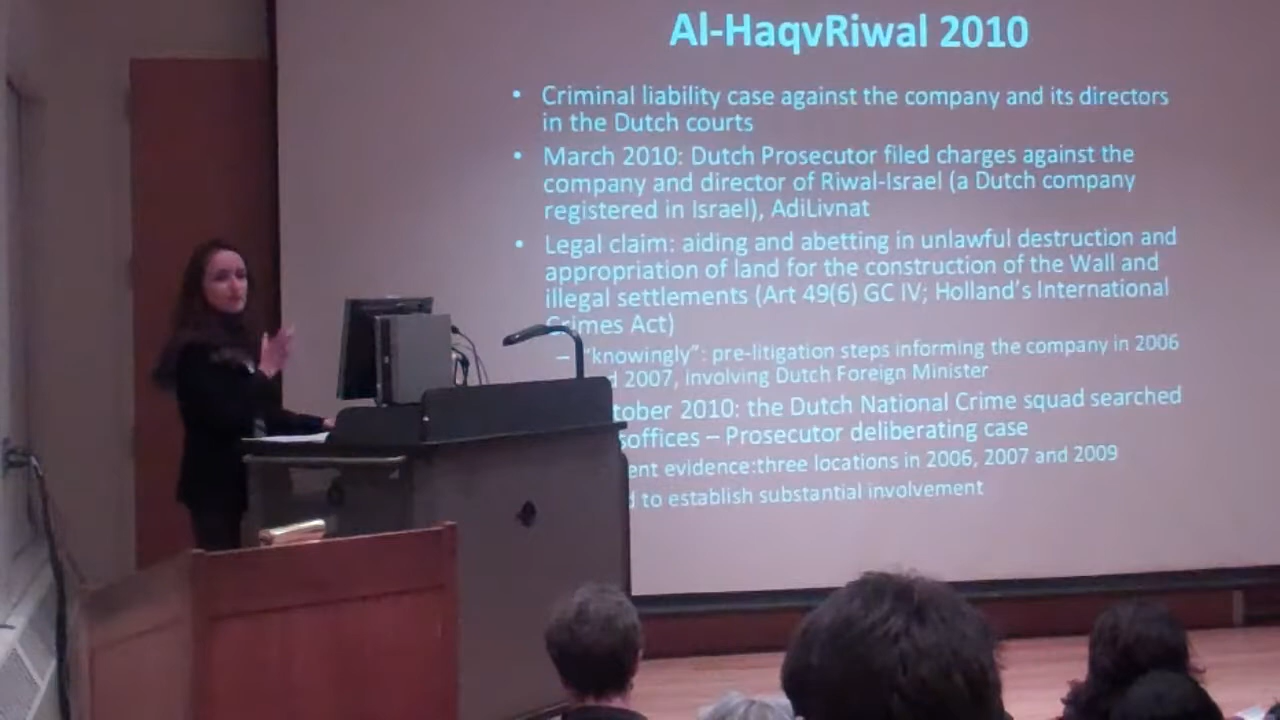 Al-HaqvRiwal 2010
• Criminal liability case against the company and its directors
in the Dutch courts
• March 2010: Dutch Prosecutor filed charges against the
company and director of Riwal-Israel (a Dutch company
registered in Israel), AdiLivnat
• Legal claim: aiding and abetting in unlawful destruction and
appropriation of land for the construction of the Wall and
illegal settlements (Art 49(6) GC IV; Holland's International
Crimes Act)
– "knowingly": pre-litigation steps informing the company in 2006
2007, involving Dutch Foreign Minister
2010: the Dutch National Crime squad searched
– Prosecutor deliberating case
evidence:three locations in 2006, 2007 and 2009
to establish substantial involvement